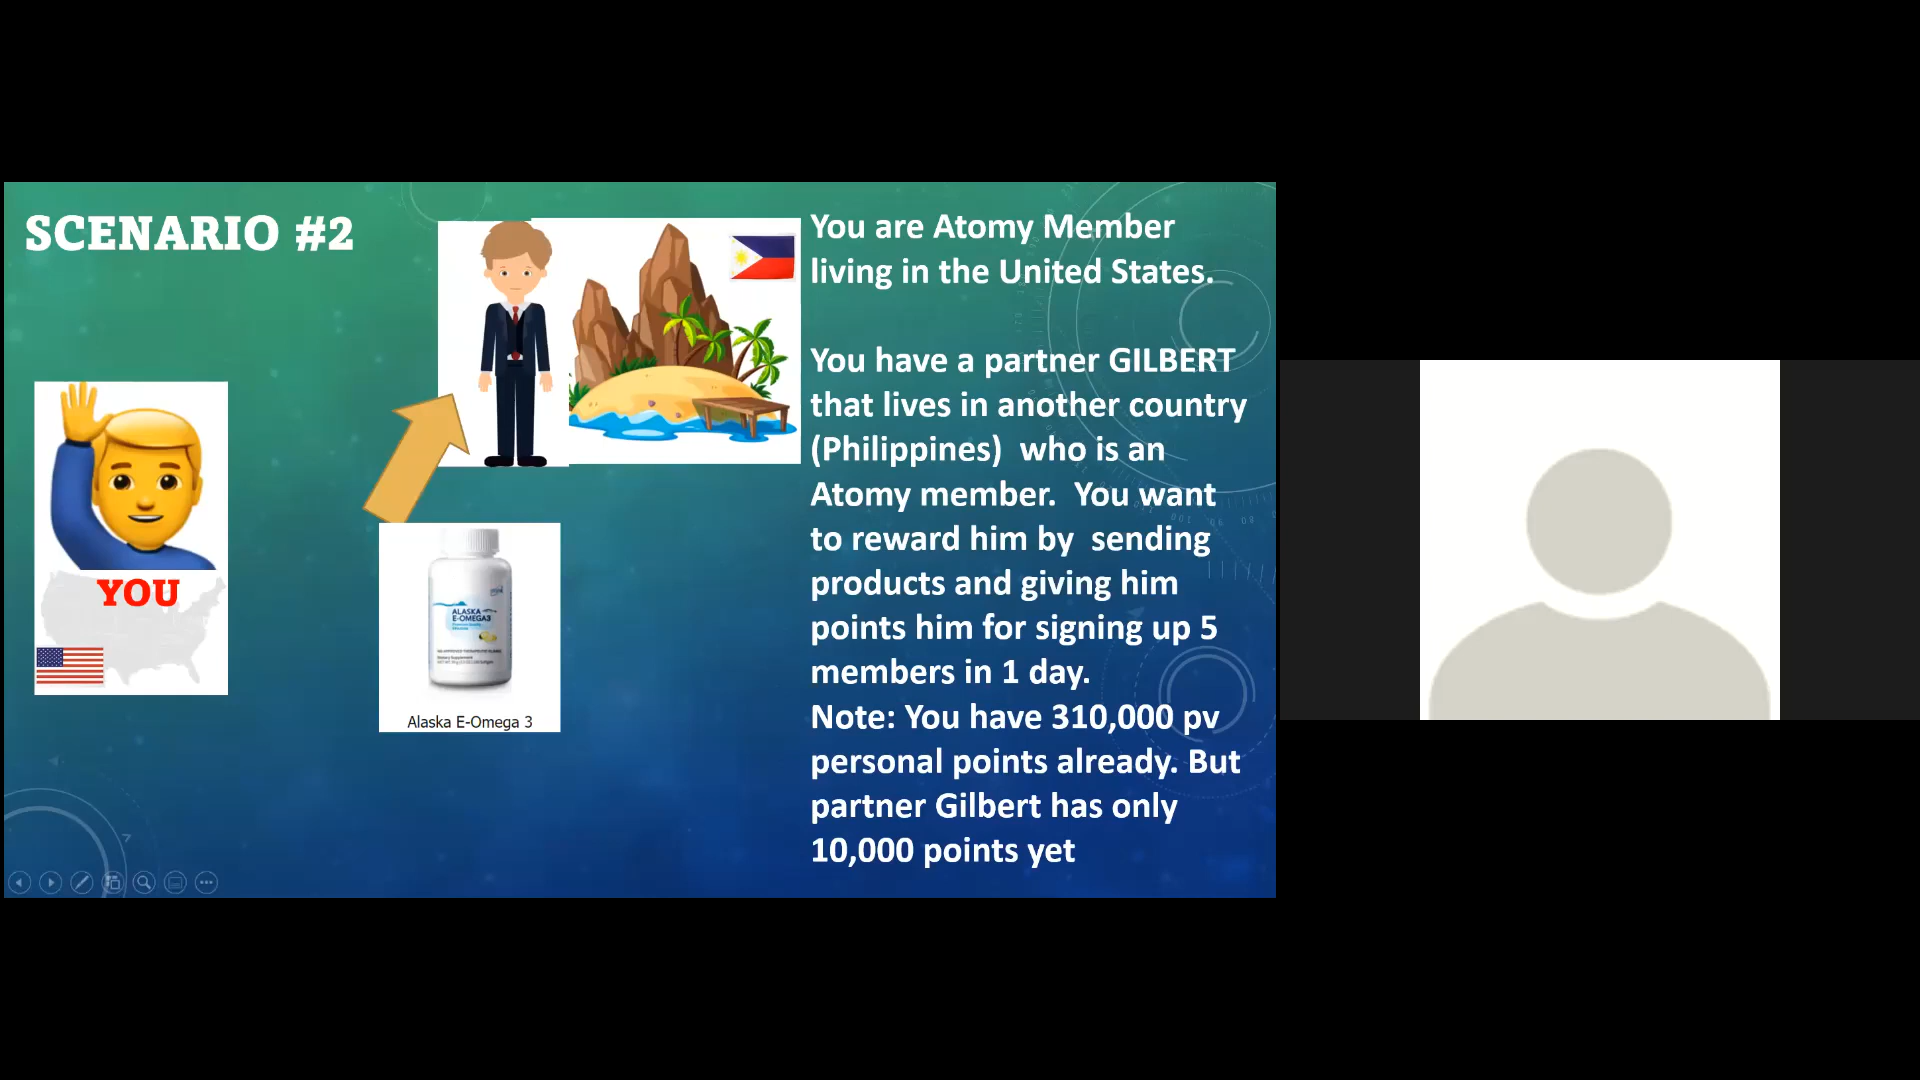 SCENARIO #2
You are Atomy Member
living in the United States.
You have a partner GILBERT
that lives in another country
(Philippines)  who is an
Atomy member.  You want
to reward him by  sending
products and giving him
points him for signing up 5
members in 1 day.
Note: You have 310,000 pv
personal points already. But
partner Gilbert has only
10,000 points yet
YOU
ALASKA
E-OMEGA3
Alaska E-Omega 3